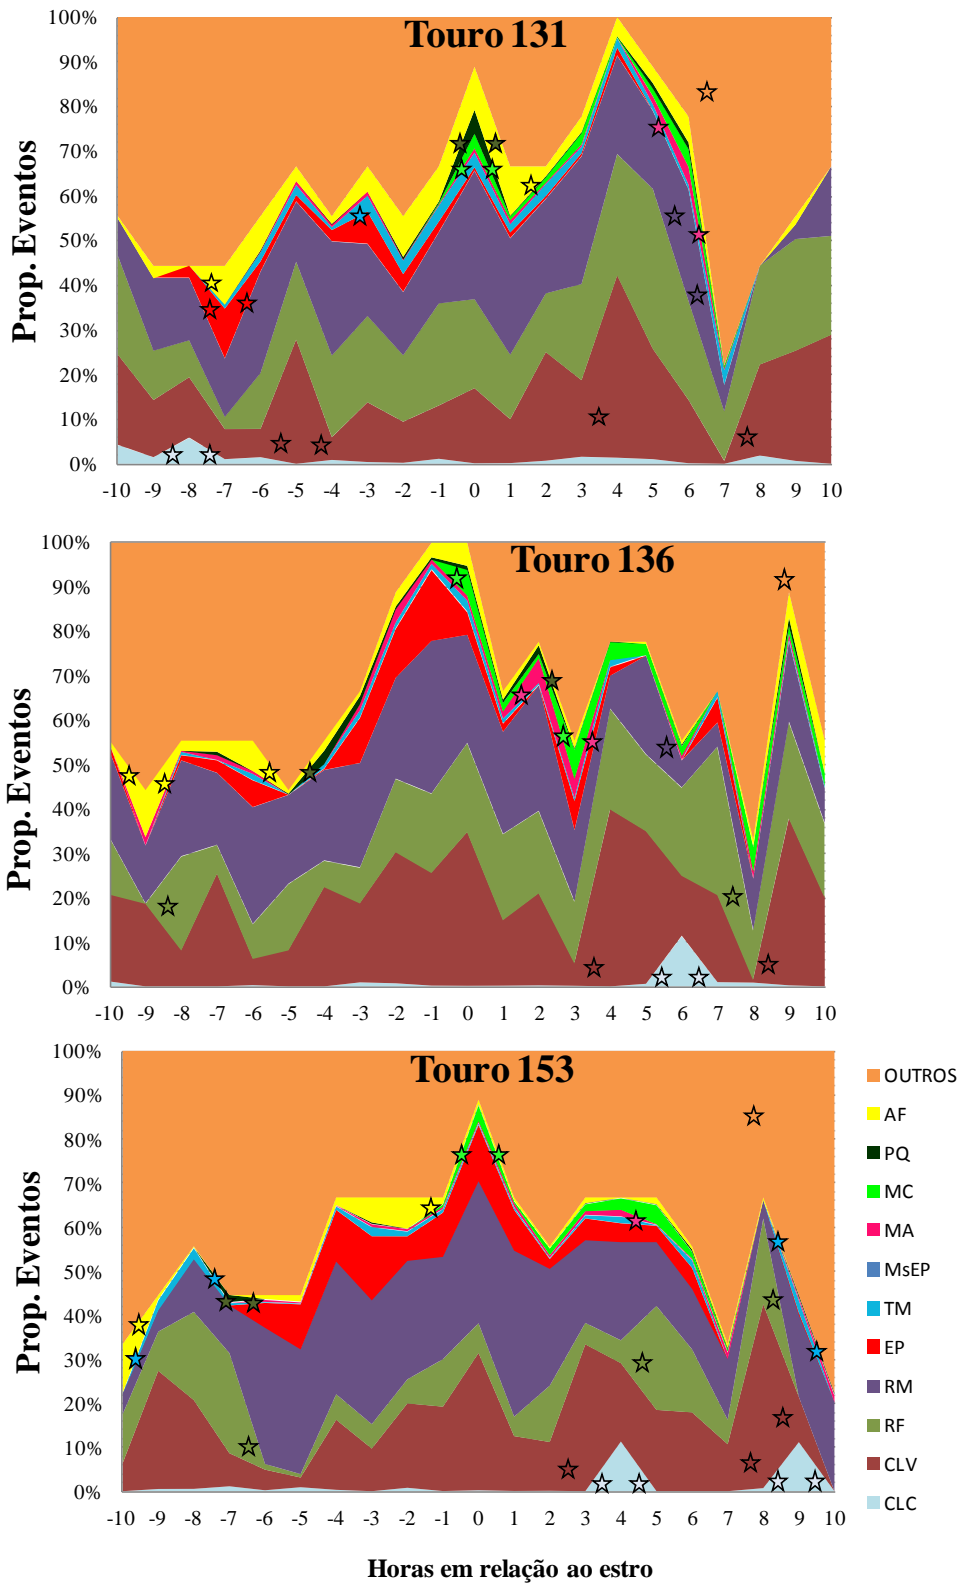 Touro 131
Prop. Eventos
100%
90%
80%
70%
60%
50%
40%
30%
20%
10%
0%
-10 -9 -8 -7 -6 -5 -4 -3 -2 -1 0 1 2 3 4 5 6 7 8 9 10
Touro 136
Prop. Eventos
100%
90%
80%
70%
60%
50%
40%
30%
20%
10%
0%
-10 -9 -8 -7 -6 -5 -4 -3 -2 -1 0 1 2 3 4 5 6 7 8 9 10
Touro 153
Prop. Eventos
100%
90%
80%
70%
60%
50%
40%
30%
20%
10%
0%
-10 -9 -8 -7 -6 -5 -4 -3 -2 -1 0 1 2 3 4 5 6 7 8 9 10
OUTROS
AF
PQ
MC
MA
MsEP
TM
EP
RM
RF
CLV
CLC
Horas em relação ao estro